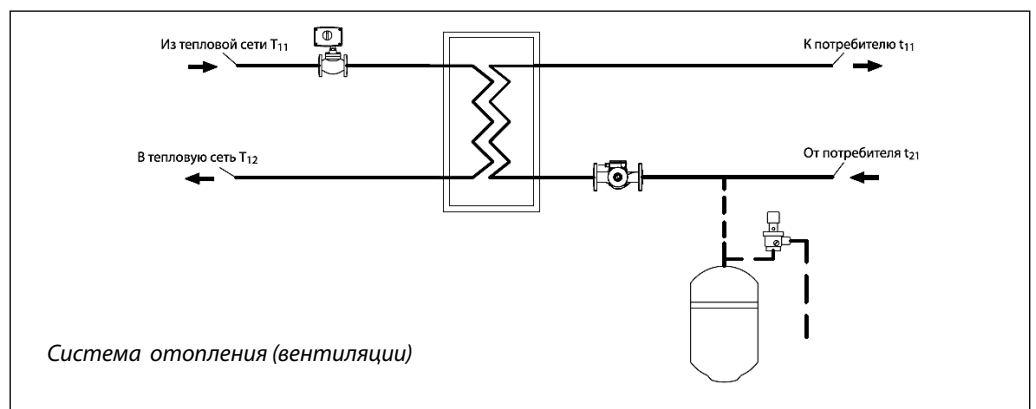 Из тепловой сети T₁₁
К потребителю t₁₁
В тепловую сеть T₁₂
От потребителя t₂₁
Система отопления (вентиляции)